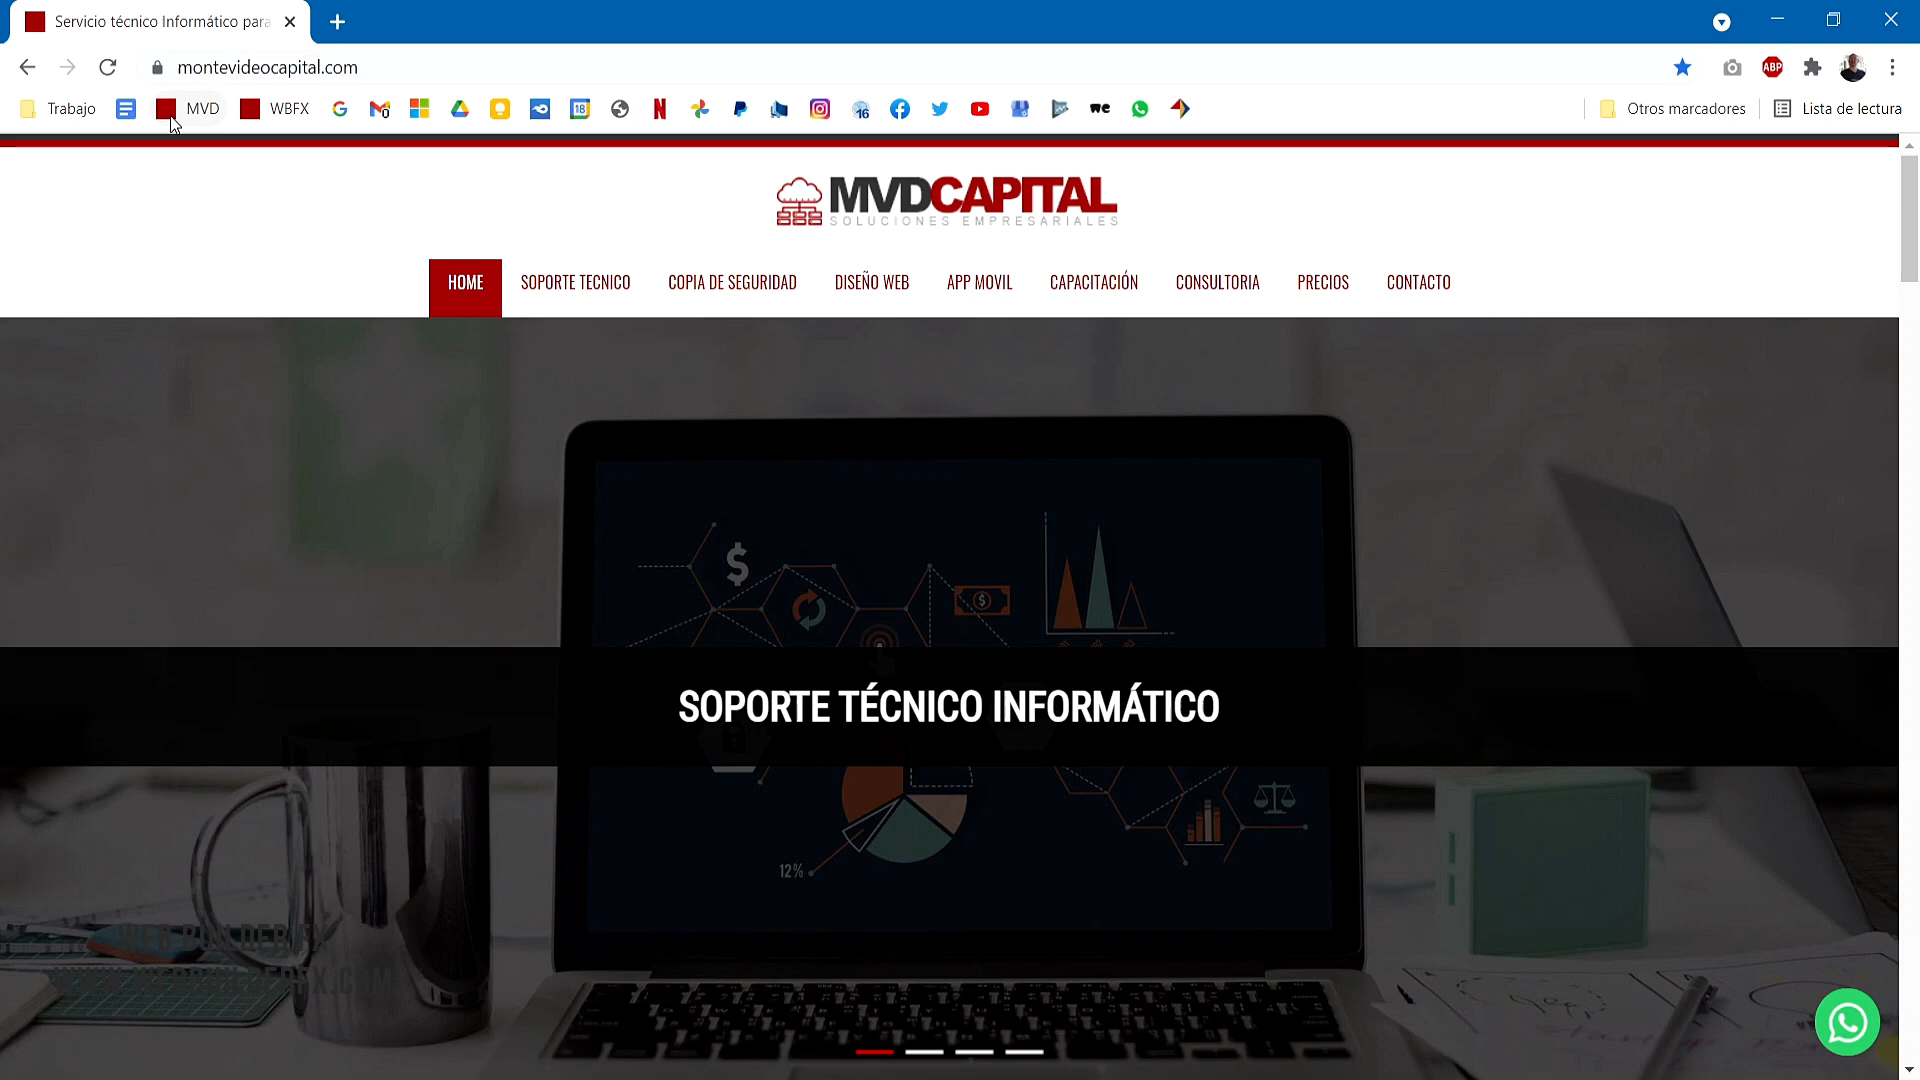 Servicio técnico Informático para
montevideocapital.com
ABP
Trabajo
MVD
WBFX
Otros marcadores
Lista de lectura
MVDCAPITAL
SOLUCIONES EMPRESARIALES
HOME
SOPORTE TECNICO
COPIA DE SEGURIDAD
DISEÑO WEB
APP MOVIL
CAPACITACIÓN
CONSULTORIA
PRECIOS
CONTACTO
SOPORTE TÉCNICO INFORMÁTICO
12%